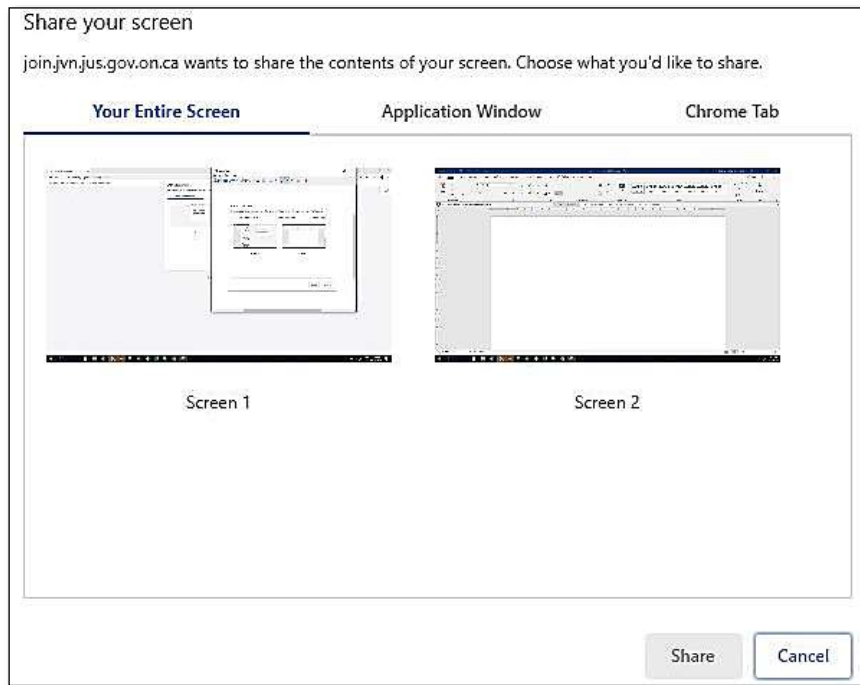 Share your screen
join.jvn.jus.gov.on.ca wants to share the contents of your screen. Choose what you'd like to share.
Your Entire Screen Application Window Chrome Tab
Screen 1 Screen 2
Share Cancel